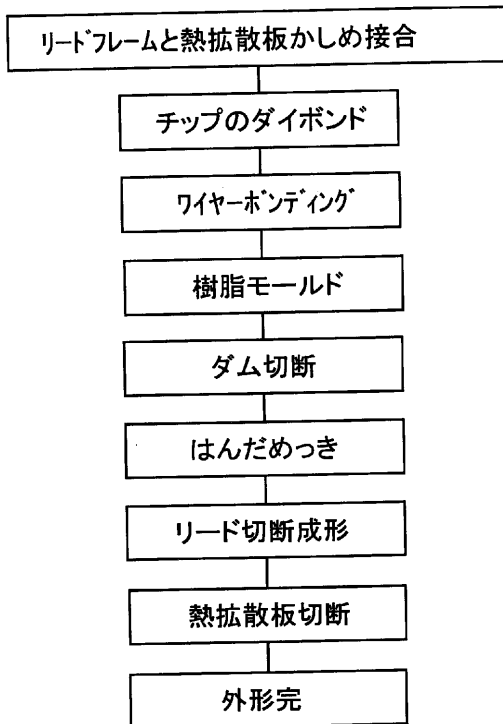 リードフレームと熱拡散板かしめ接合
チップのダイボンド
ワイヤーボンディング
樹脂モールド
ダム切断
はんだめっき
リード切断成形
熱拡散板切断
外形完